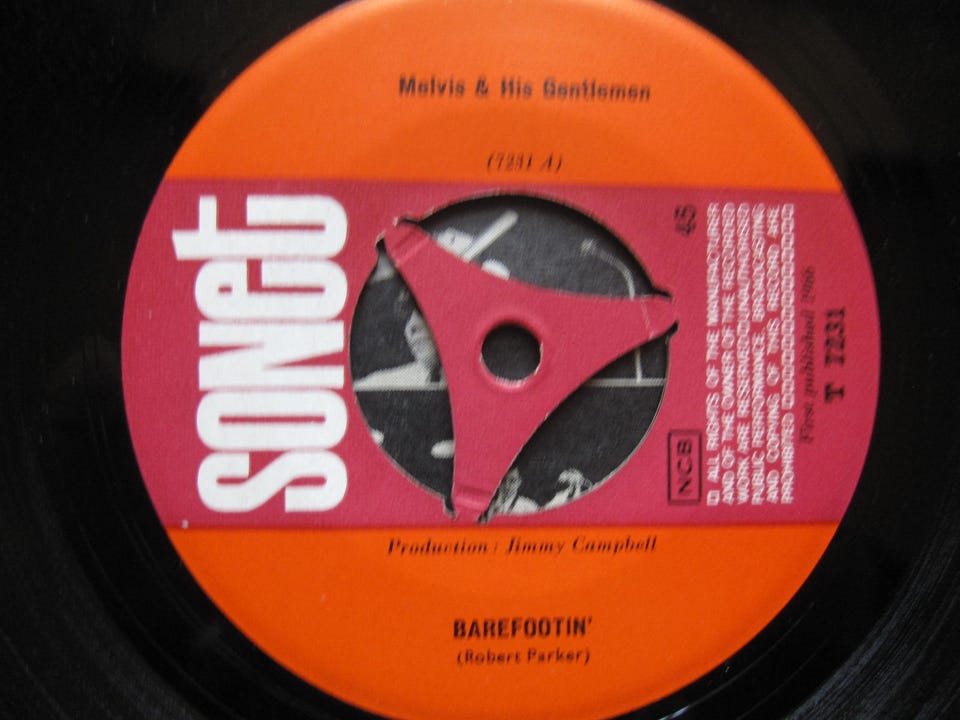 Melvis & His Gentlemen
(7231 A)
SONET
45
ALL RIGHTS OF THE MANUFACTURER
AND OF THE OWNER OF THE RECORDED
WORK ARE RESERVED UNAUTHORISED
PUBLIC PERFORMANCE. BROADCASTING
AND COPYING OF THIS RECORD ARE
PROHIBITED
First published 1966
T 7231
NCB
Production: Jimmy Campbell
BAREFOOTIN'
(Robert Parker)